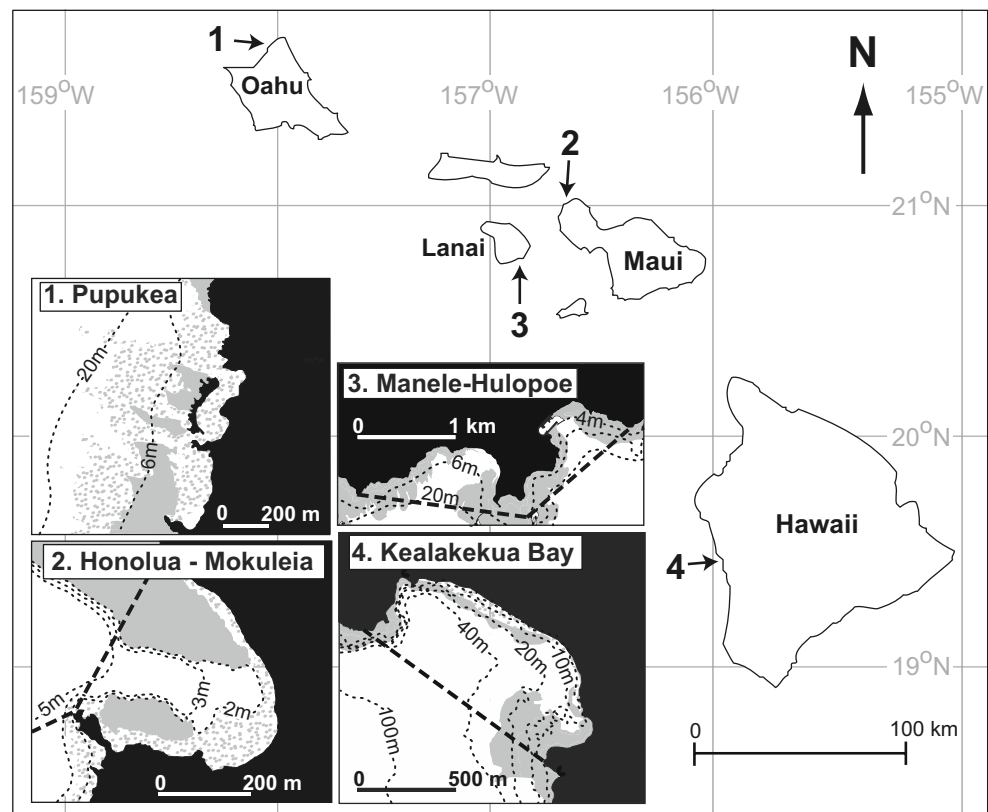 1
Oahu
159°W
157°W
156°W
155°W
N
2
21°N
Lanai
Maui
3
1. Pupukea
20m
6m
0 200 m
3. Manele-Hulopoe
0 1 km
4m
6m
20m
20°N
Hawaii
4
2. Honolua - Mokuleia
5m
3m
2m
0 200 m
4. Kealakekua Bay
40m
20m
10m
100m
0 500 m
19°N
0 100 km